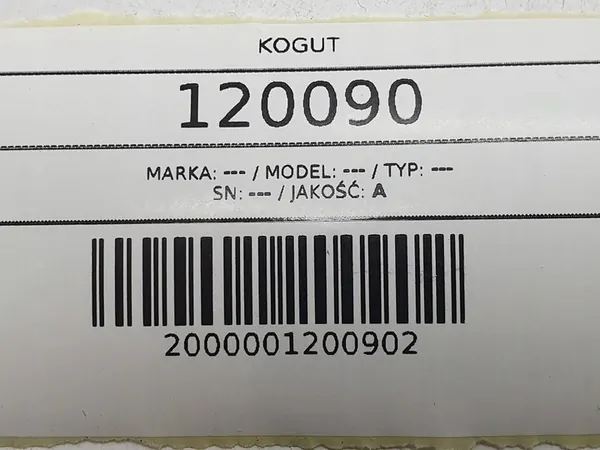 KOGUT
120090
MARKA: --- / MODEL: --- / TYP: ---
SN: --- / JAKOŚĆ: A
2000001200902